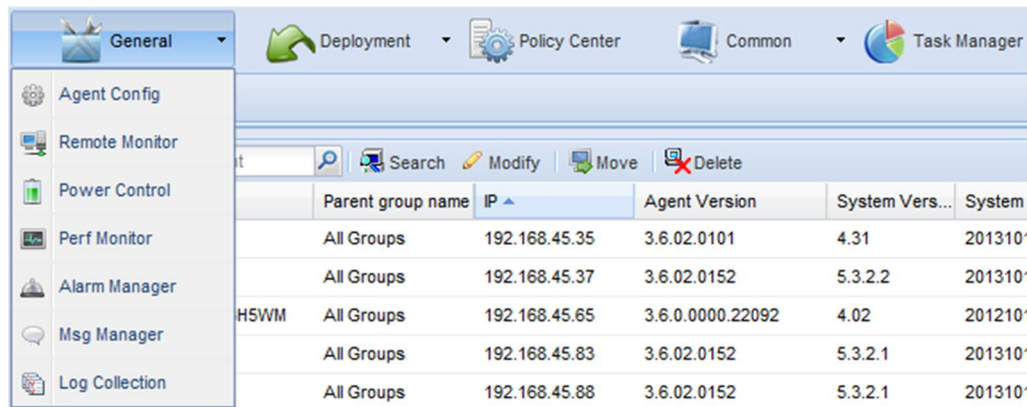 General Deployment Policy Center Common Task Manager
Agent Config
Remote Monitor
Search Modify Move Delete
Power Control
Parent group name IP Agent Version System Vers... System
Perf Monitor
All Groups 192.168.45.35 3.6.02.0101 4.31 2013101
Alarm Manager
All Groups 192.168.45.37 3.6.02.0152 5.3.2.2 2013101
H5WM All Groups 192.168.45.65 3.6.0.0000.22092 4.02 2012101
Msg Manager
All Groups 192.168.45.83 3.6.02.0152 5.3.2.1 2013101
Log Collection
All Groups 192.168.45.88 3.6.02.0152 5.3.2.1 2013101